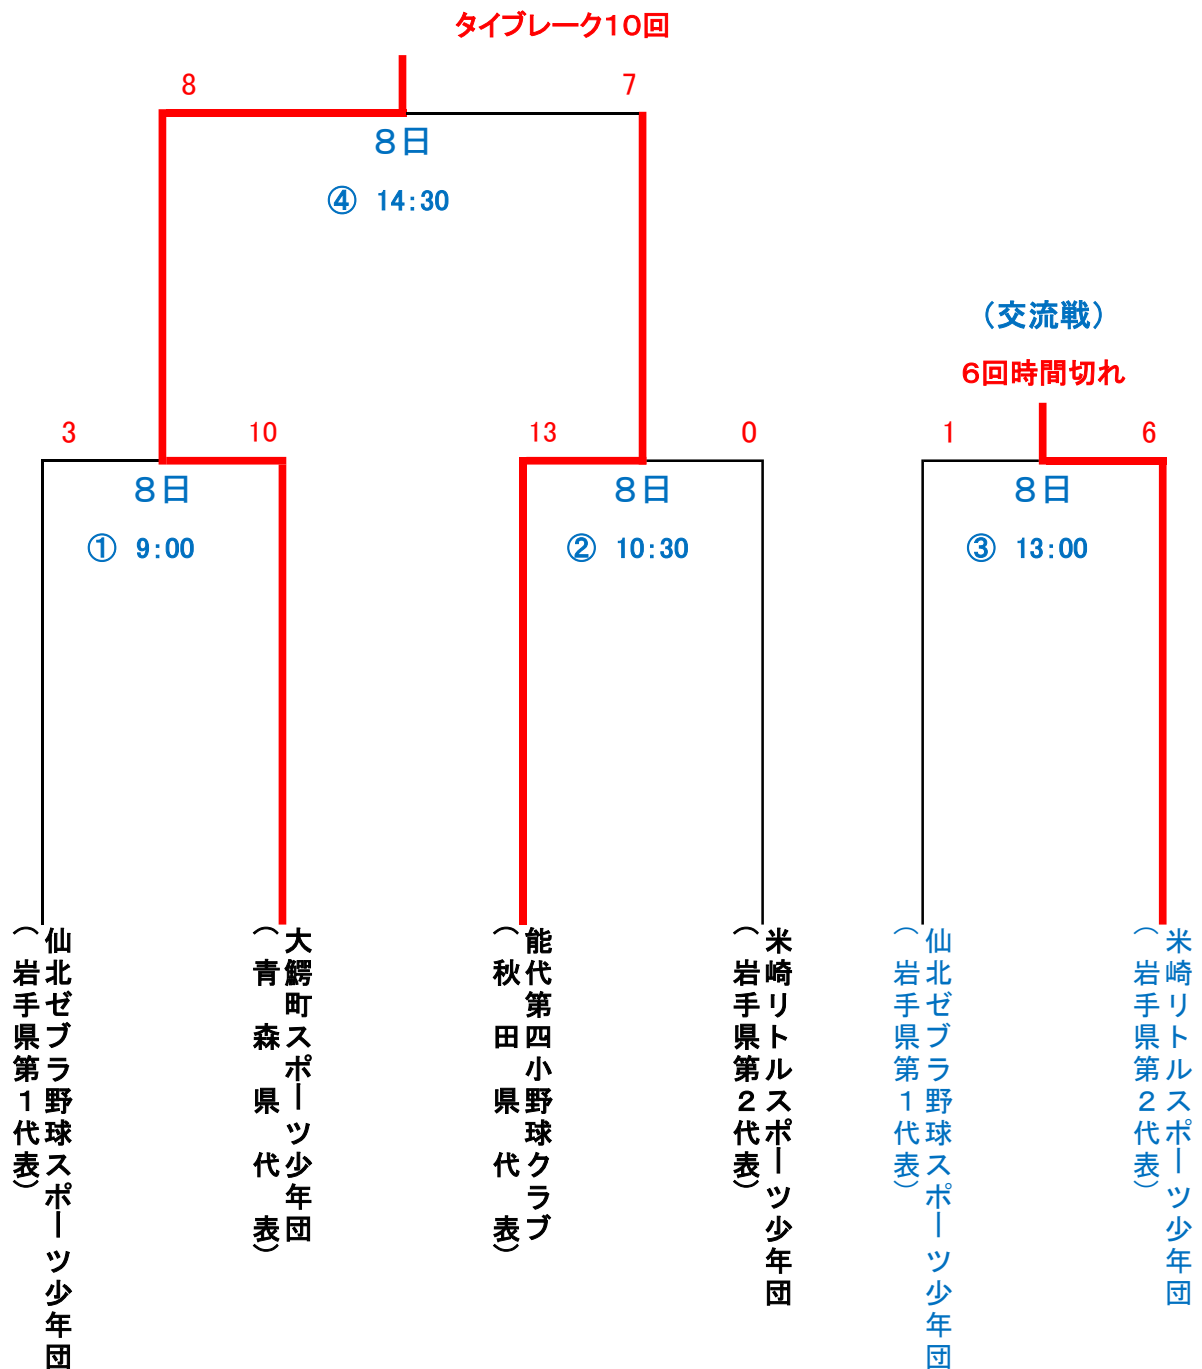 タイブレーク10回
8
7
8日
④ 14:30
（交流戦）
6回時間切れ
3
10
13
0
1
6
8日
8日
8日
① 9:00
② 10:30
③ 13:00
仙北ゼブラ野球スポーツ少年団
（岩手県第1代表）
大鰐町スポーツ少年団
（青森県代表）
能代第四小野球クラブ
（秋田県代表）
米崎リトルスポーツ少年団
（岩手県第2代表）
仙北ゼブラ野球スポーツ少年団
（岩手県第1代表）
米崎リトルスポーツ少年団
（岩手県第2代表）